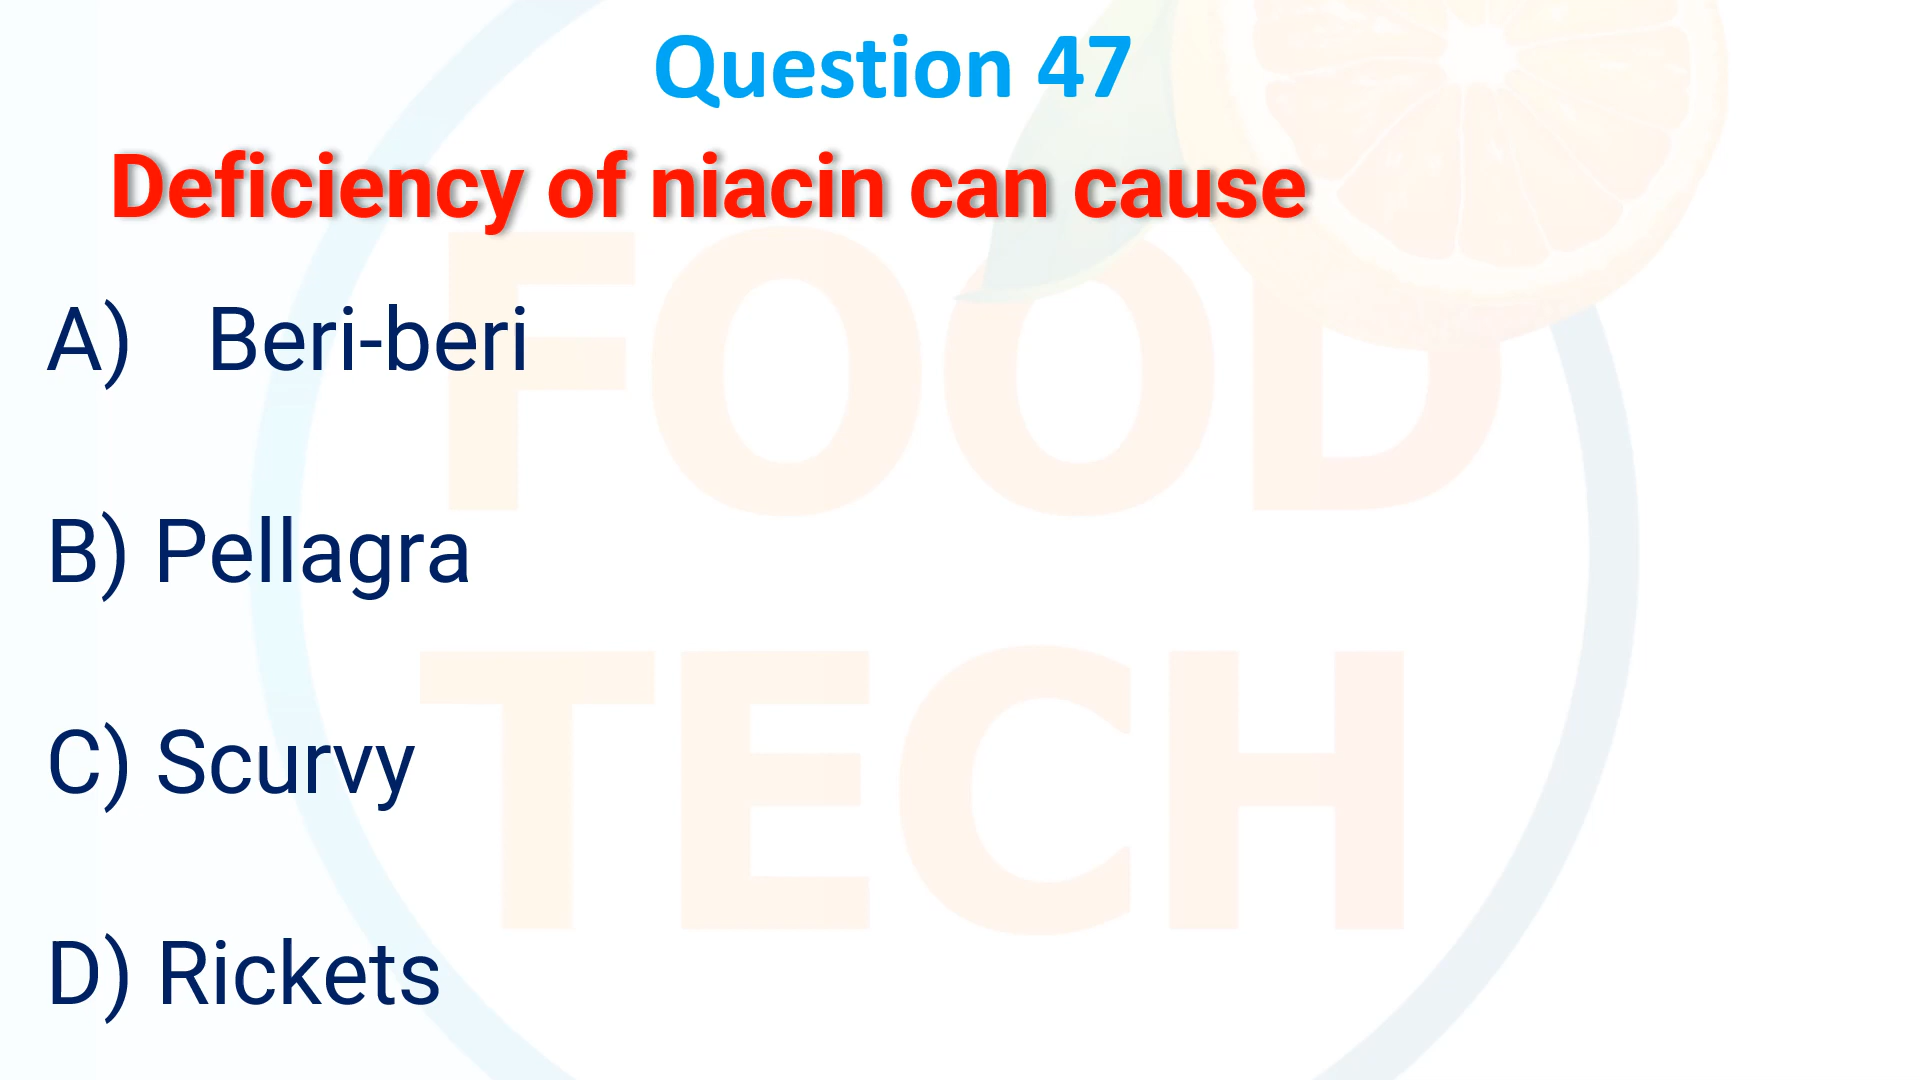 Question 47
Deficiency of niacin can cause
A) Beri-beri
B) Pellagra
C) Scurvy
D) Rickets
FOOD
TECH